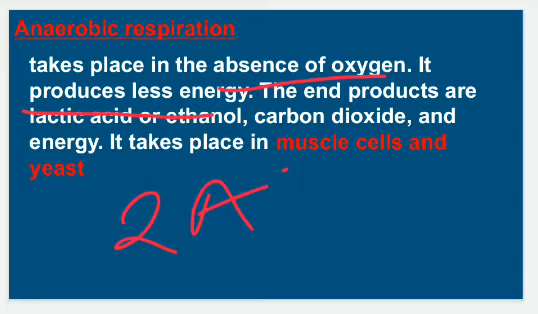 Anaerobic respiration
takes place in the absence of oxygen. It
produces less energy. The end products are
lactic acid or ethanol, carbon dioxide, and
energy. It takes place in muscle cells and
yeast
2 A